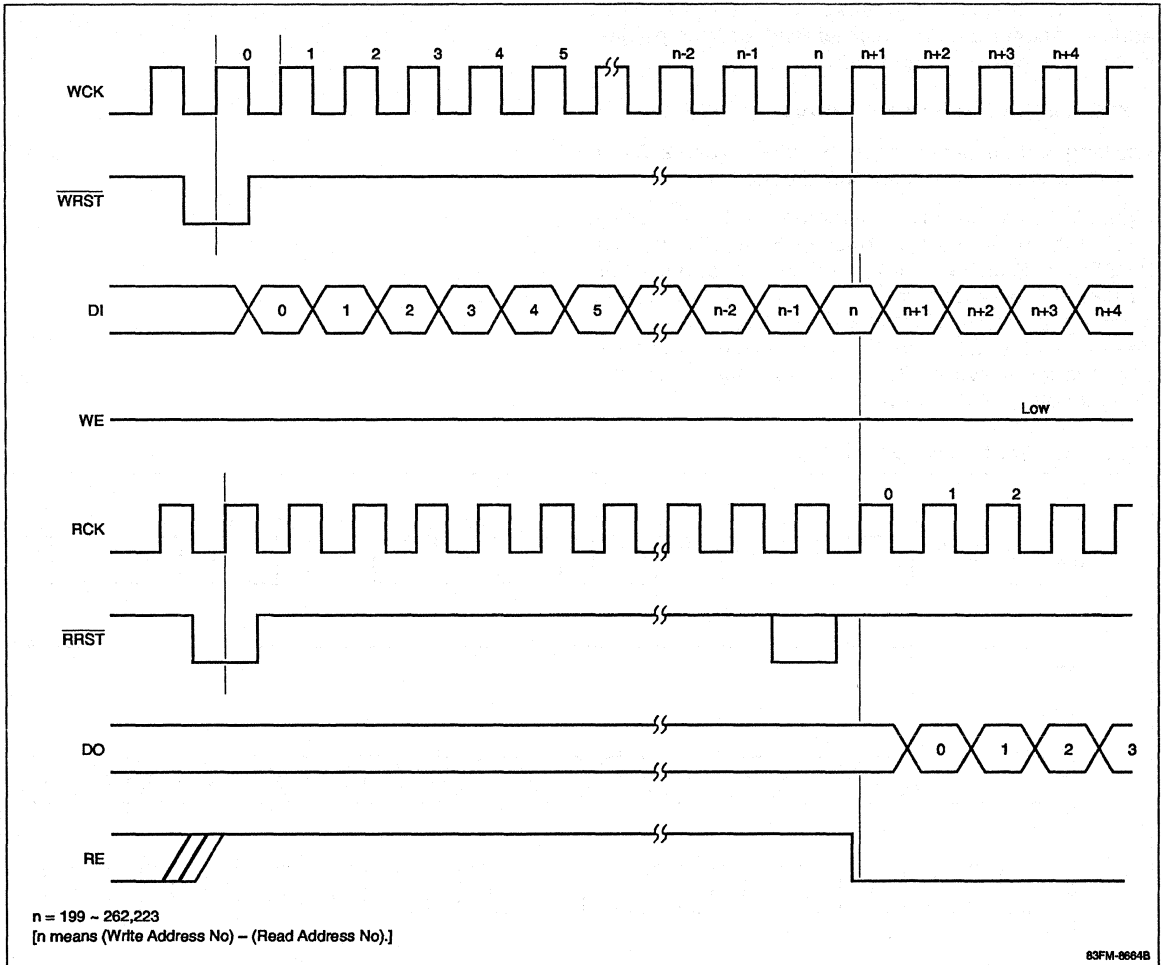 0 1 2 3 4 5 n-2 n-1 n n+1 n+2 n+3 n+4
WCK
WRST
DI 0 1 2 3 4 5 n-2 n-1 n n+1 n+2 n+3 n+4
WE Low
0 1 2
RCK
RRST
DO 0 1 2 3
RE
n = 199 ~ 262,223
[n means (Write Address No) – (Read Address No).]
83FM-8664B